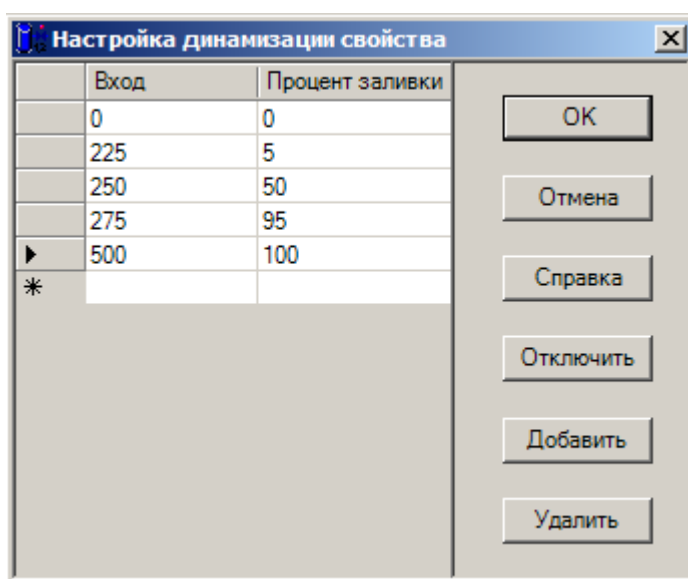 Настройка динамизации свойства
Вход Процент заливки
0 0
225 5
250 50
275 95
500 100
OK
Отмена
Справка
Отключить
Добавить
Удалить